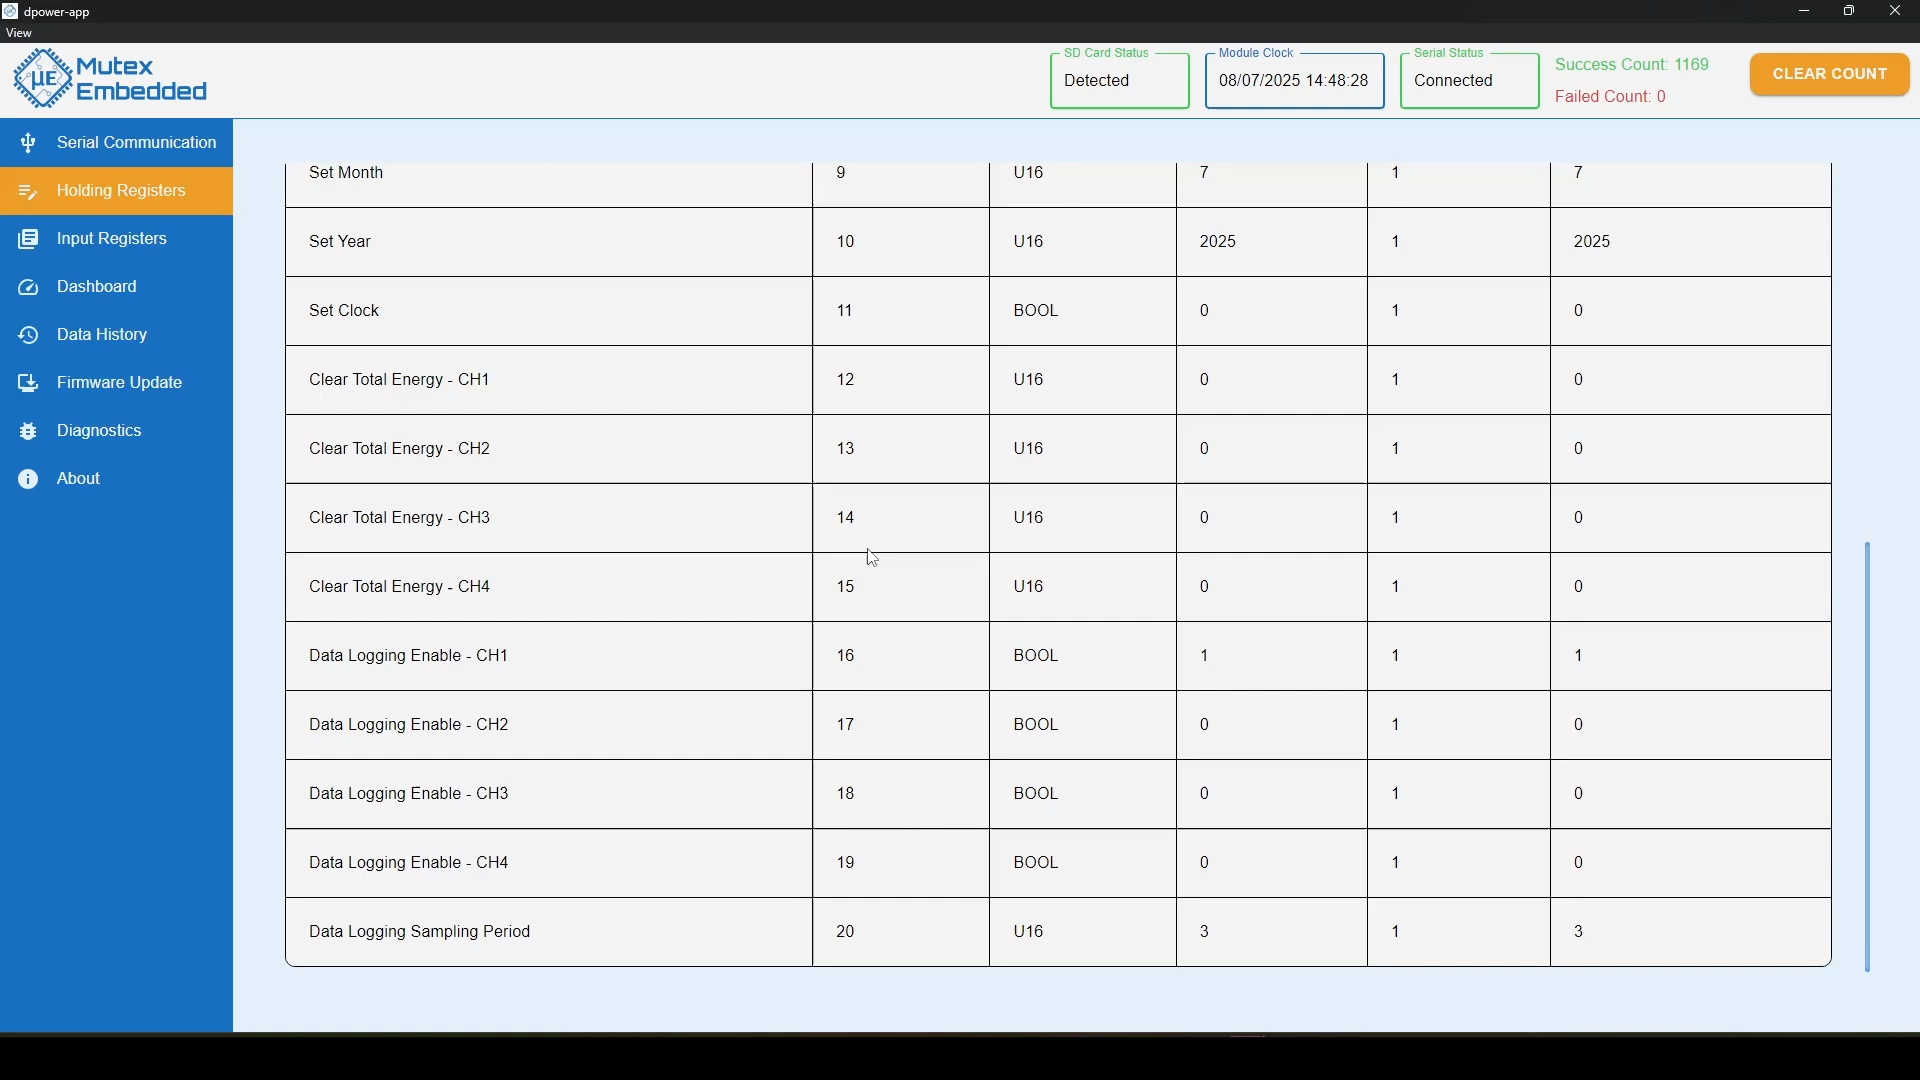 dpower-app
View
µE
Mutex
Embedded
SD Card Status
Detected
Module Clock
08/07/2025 14:48:28
Serial Status
Connected
Success Count: 1169
Failed Count: 0
CLEAR COUNT
Serial Communication
Holding Registers
Input Registers
Dashboard
Data History
Firmware Update
Diagnostics
About
Set Month 9 U16 7 1 7
Set Year 10 U16 2025 1 2025
Set Clock 11 BOOL 0 1 0
Clear Total Energy - CH1 12 U16 0 1 0
Clear Total Energy - CH2 13 U16 0 1 0
Clear Total Energy - CH3 14 U16 0 1 0
Clear Total Energy - CH4 15 U16 0 1 0
Data Logging Enable - CH1 16 BOOL 1 1 1
Data Logging Enable - CH2 17 BOOL 0 1 0
Data Logging Enable - CH3 18 BOOL 0 1 0
Data Logging Enable - CH4 19 BOOL 0 1 0
Data Logging Sampling Period 20 U16 3 1 3